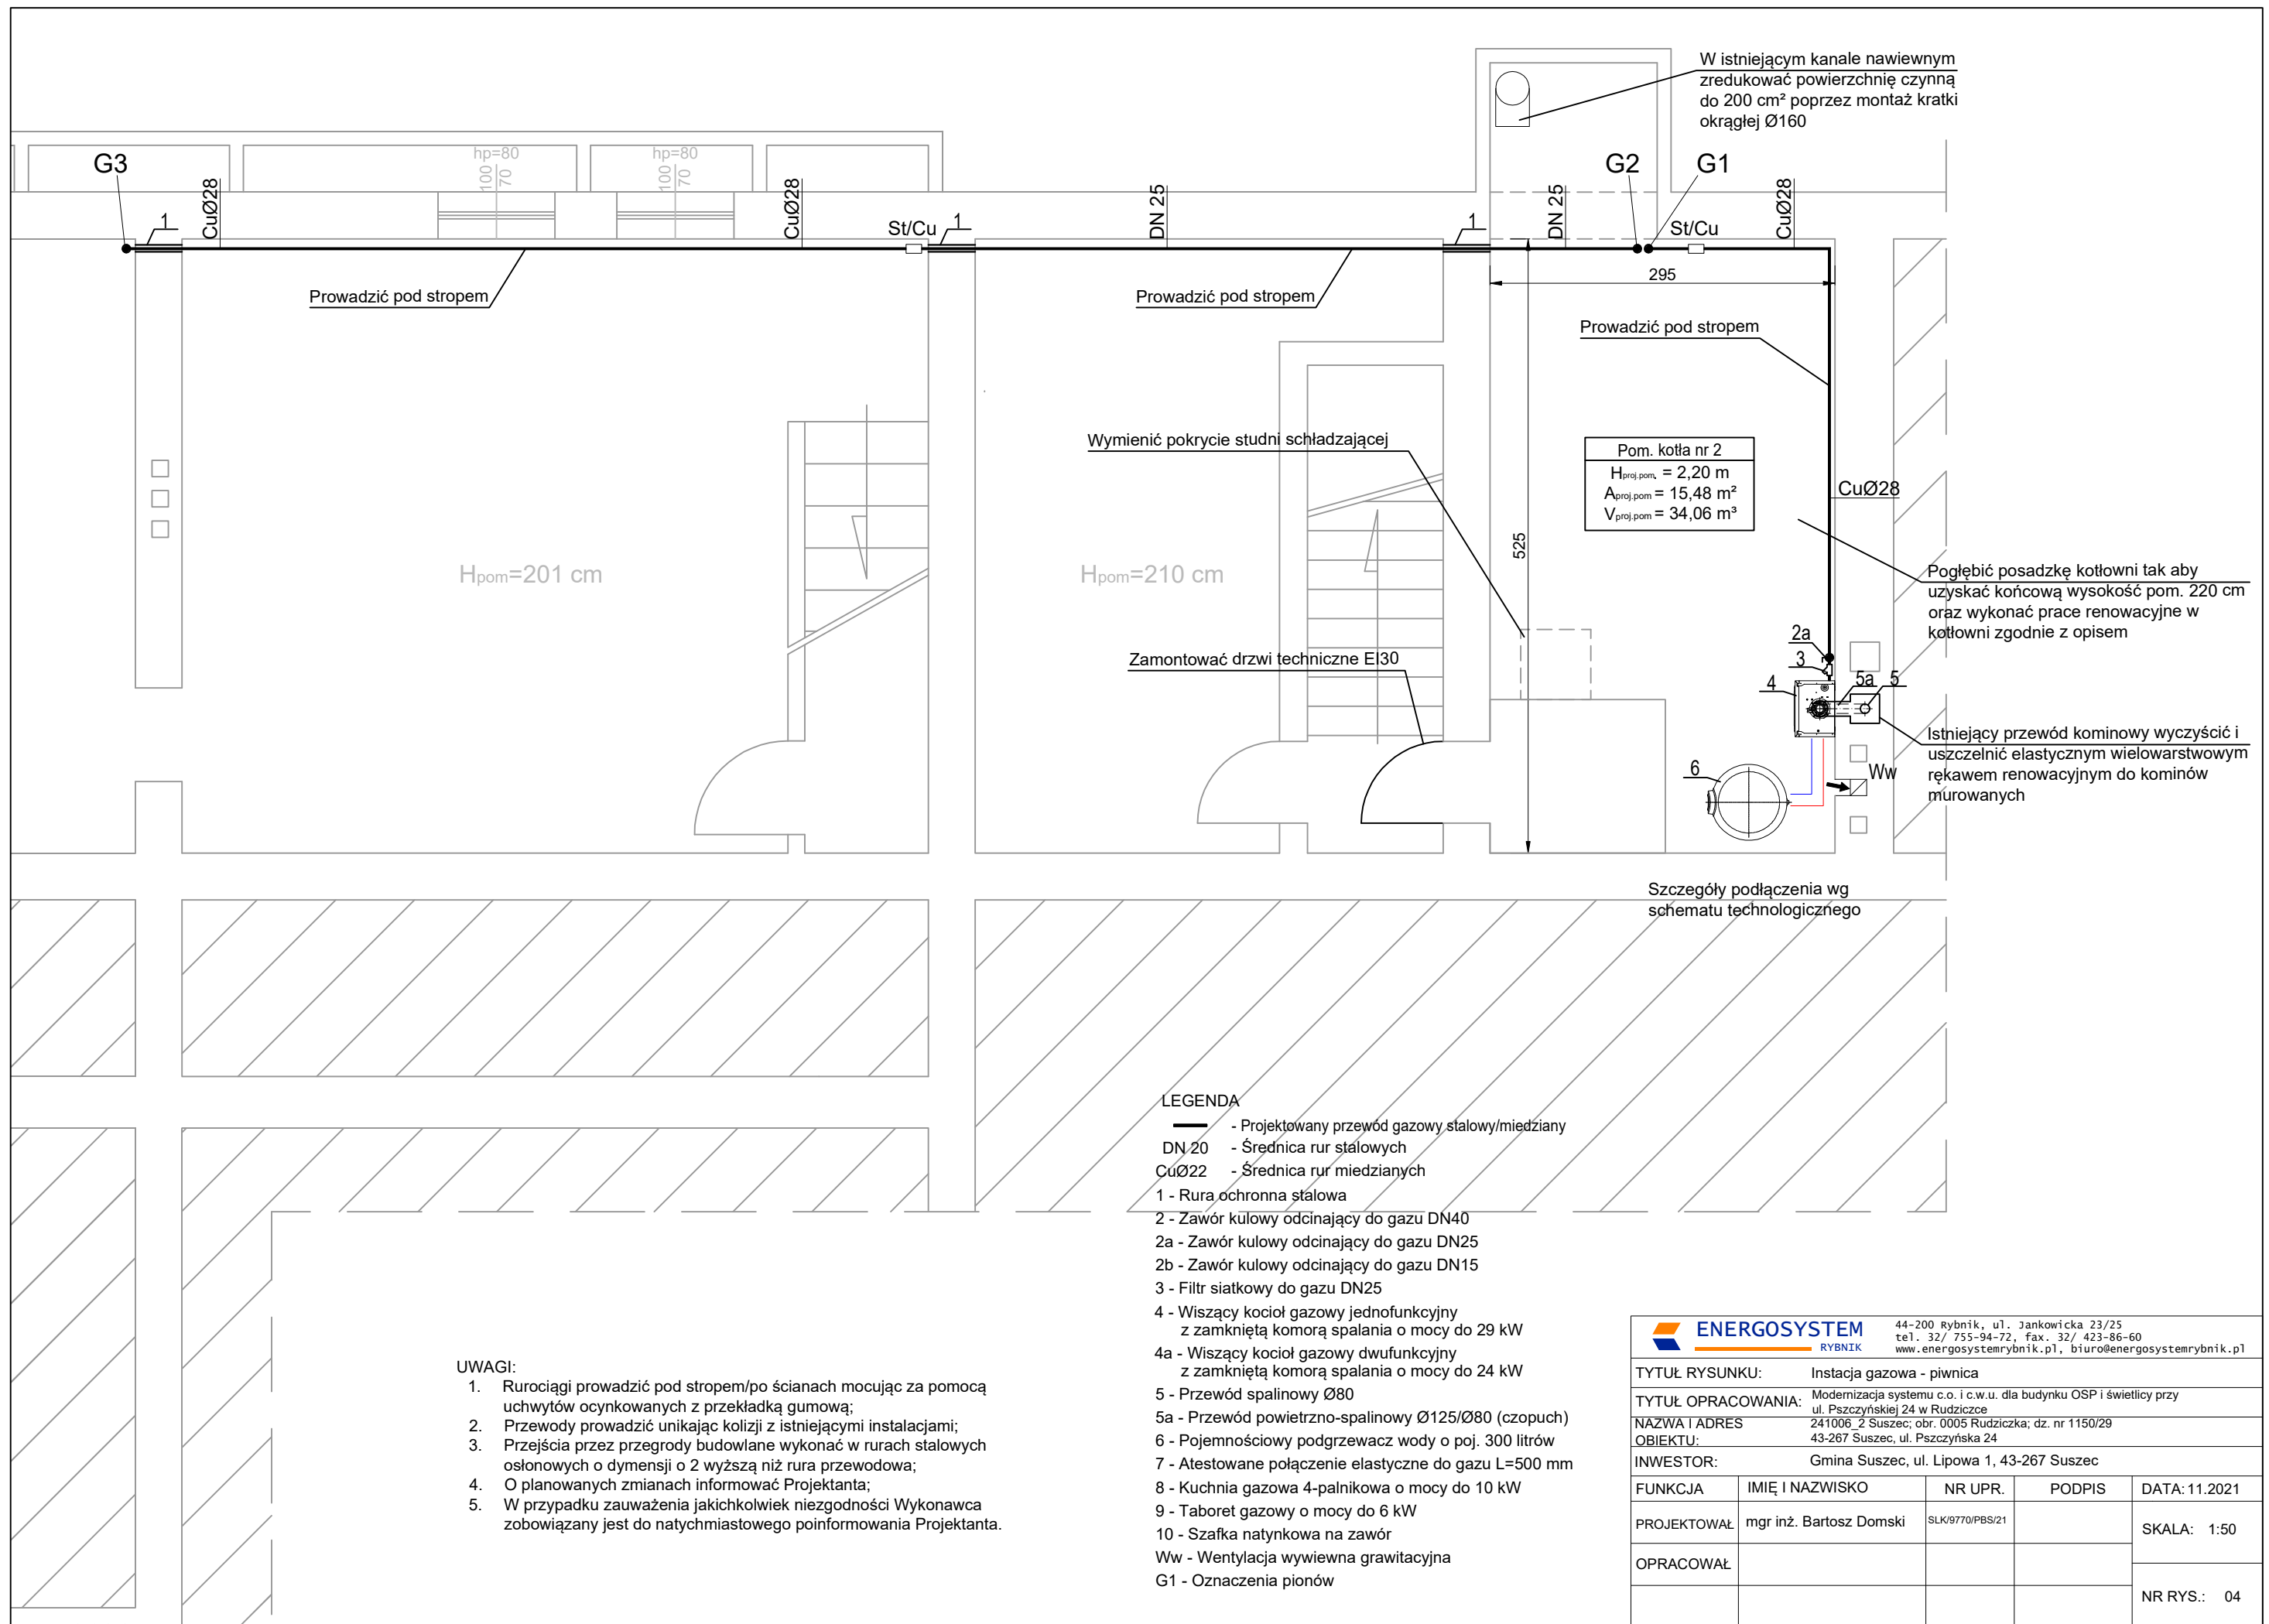 W istniejącym kanale nawiewnym
zredukować powierzchnię czynną
do 200 cm² poprzez montaż kratki
okrągłej Ø160
G3
hp=80
100
70
hp=80
100
70
G2
G1
1
CuØ28
CuØ28
St/Cu
1
DN 25
1
DN 25
St/Cu
CuØ28
295
Prowadzić pod stropem
Prowadzić pod stropem
Prowadzić pod stropem
Wymienić pokrycie studni schładzającej
Pom. kotła nr 2
Hproj.pom. = 2,20 m
Aproj.pom = 15,48 m²
Vproj.pom = 34,06 m³
CuØ28
525
Hpom=201 cm
Hpom=210 cm
Pogłębić posadzkę kotłowni tak aby
uzyskać końcową wysokość pom. 220 cm
oraz wykonać prace renowacyjne w
kotłowni zgodnie z opisem
2a
3
4
5a
5
Zamontować drzwi techniczne EI30
Istniejący przewód kominowy wyczyścić i
uszczelnić elastycznym wielowarstwowym
rękawem renowacyjnym do kominów
murowanych
6
Ww
Szczegóły podłączenia wg
schematu technologicznego
LEGENDA
- Projektowany przewód gazowy stalowy/miedziany
DN 20 - Średnica rur stalowych
CuØ22 - Średnica rur miedzianych
1 - Rura ochronna stalowa
2 - Zawór kulowy odcinający do gazu DN40
2a - Zawór kulowy odcinający do gazu DN25
2b - Zawór kulowy odcinający do gazu DN15
3 - Filtr siatkowy do gazu DN25
4 - Wiszący kocioł gazowy jednofunkcyjny
z zamkniętą komorą spalania o mocy do 29 kW
4a - Wiszący kocioł gazowy dwufunkcyjny
z zamkniętą komorą spalania o mocy do 24 kW
5 - Przewód spalinowy Ø80
5a - Przewód powietrzno-spalinowy Ø125/Ø80 (czopuch)
6 - Pojemnościowy podgrzewacz wody o poj. 300 litrów
7 - Atestowane połączenie elastyczne do gazu L=500 mm
8 - Kuchnia gazowa 4-palnikowa o mocy do 10 kW
9 - Taboret gazowy o mocy do 6 kW
10 - Szafka natynkowa na zawór
Ww - Wentylacja wywiewna grawitacyjna
G1 - Oznaczenia pionów
UWAGI:
1. Rurociągi prowadzić pod stropem/po ścianach mocując za pomocą
uchwytów ocynkowanych z przekładką gumową;
2. Przewody prowadzić unikając kolizji z istniejącymi instalacjami;
3. Przejścia przez przegrody budowlane wykonać w rurach stalowych
osłonowych o dymensji o 2 wyższą niż rura przewodowa;
4. O planowanych zmianach informować Projektanta;
5. W przypadku zauważenia jakichkolwiek niezgodności Wykonawca
zobowiązany jest do natychmiastowego poinformowania Projektanta.
ENERGOSYSTEM
RYBNIK
44-200 Rybnik, ul. Jankowicka 23/25
tel. 32/ 755-94-72, fax. 32/ 423-86-60
www.energosystemrybnik.pl, biuro@energosystemrybnik.pl
TYTUŁ RYSUNKU: Instacja gazowa - piwnica
TYTUŁ OPRACOWANIA: Modernizacja systemu c.o. i c.w.u. dla budynku OSP i świetlicy przy
ul. Pszczyńskiej 24 w Rudziczce
NAZWA I ADRES OBIEKTU: 241006_2 Suszec; obr. 0005 Rudziczka; dz. nr 1150/29
43-267 Suszec, ul. Pszczyńska 24
INWESTOR: Gmina Suszec, ul. Lipowa 1, 43-267 Suszec
FUNKCJA IMIĘ I NAZWISKO NR UPR. PODPIS DATA: 11.2021
PROJEKTOWAŁ mgr inż. Bartosz Domski SLK/9770/PBS/21 SKALA: 1:50
OPRACOWAŁ
NR RYS.: 04